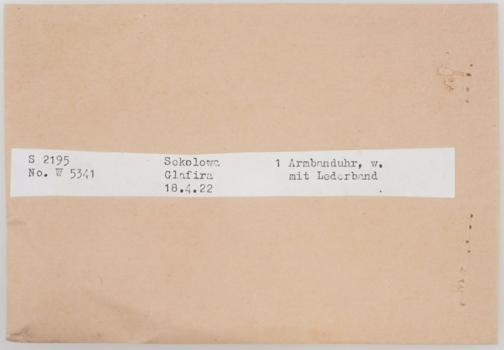 S 2195 Sokolowa 1 Armbanduhr, w.
No. W 5341 Glafira mit Lederband
18.4.22